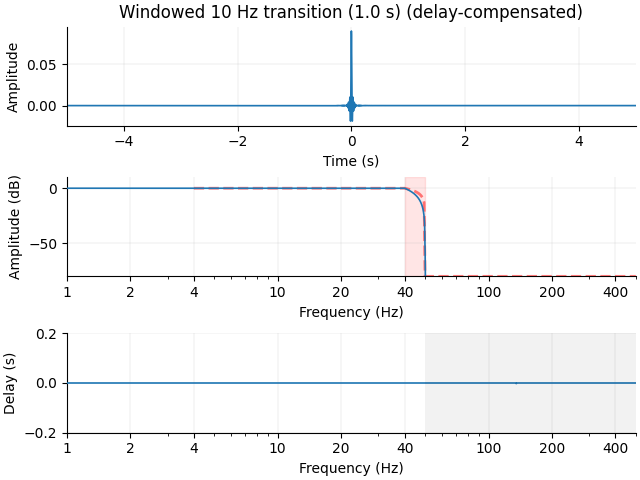 Windowed 10 Hz transition (1.0 s) (delay-compensated)
Amplitude
0.05
0.00
−4 −2 0 2 4
Time (s)
Amplitude (dB)
0
−50
1 2 4 10 20 40 100 200 400
Frequency (Hz)
Delay (s)
0.2
0.0
−0.2
1 2 4 10 20 40 100 200 400
Frequency (Hz)